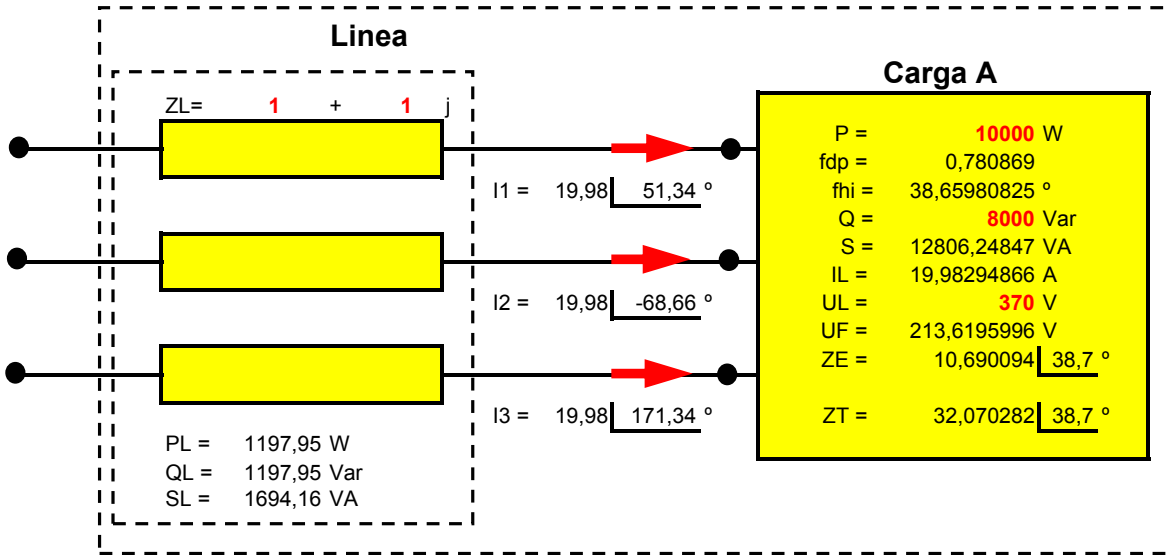 Linea
ZL= 1 + 1 j
I1 = 19,98 51,34 º
I2 = 19,98 -68,66 º
I3 = 19,98 171,34 º
PL = 1197,95 W
QL = 1197,95 Var
SL = 1694,16 VA
Carga A
P = 10000 W
fdp = 0,780869
fhi = 38,65980825 º
Q = 8000 Var
S = 12806,24847 VA
IL = 19,98294866 A
UL = 370 V
UF = 213,6195996 V
ZE = 10,690094 38,7 º
ZT = 32,070282 38,7 º